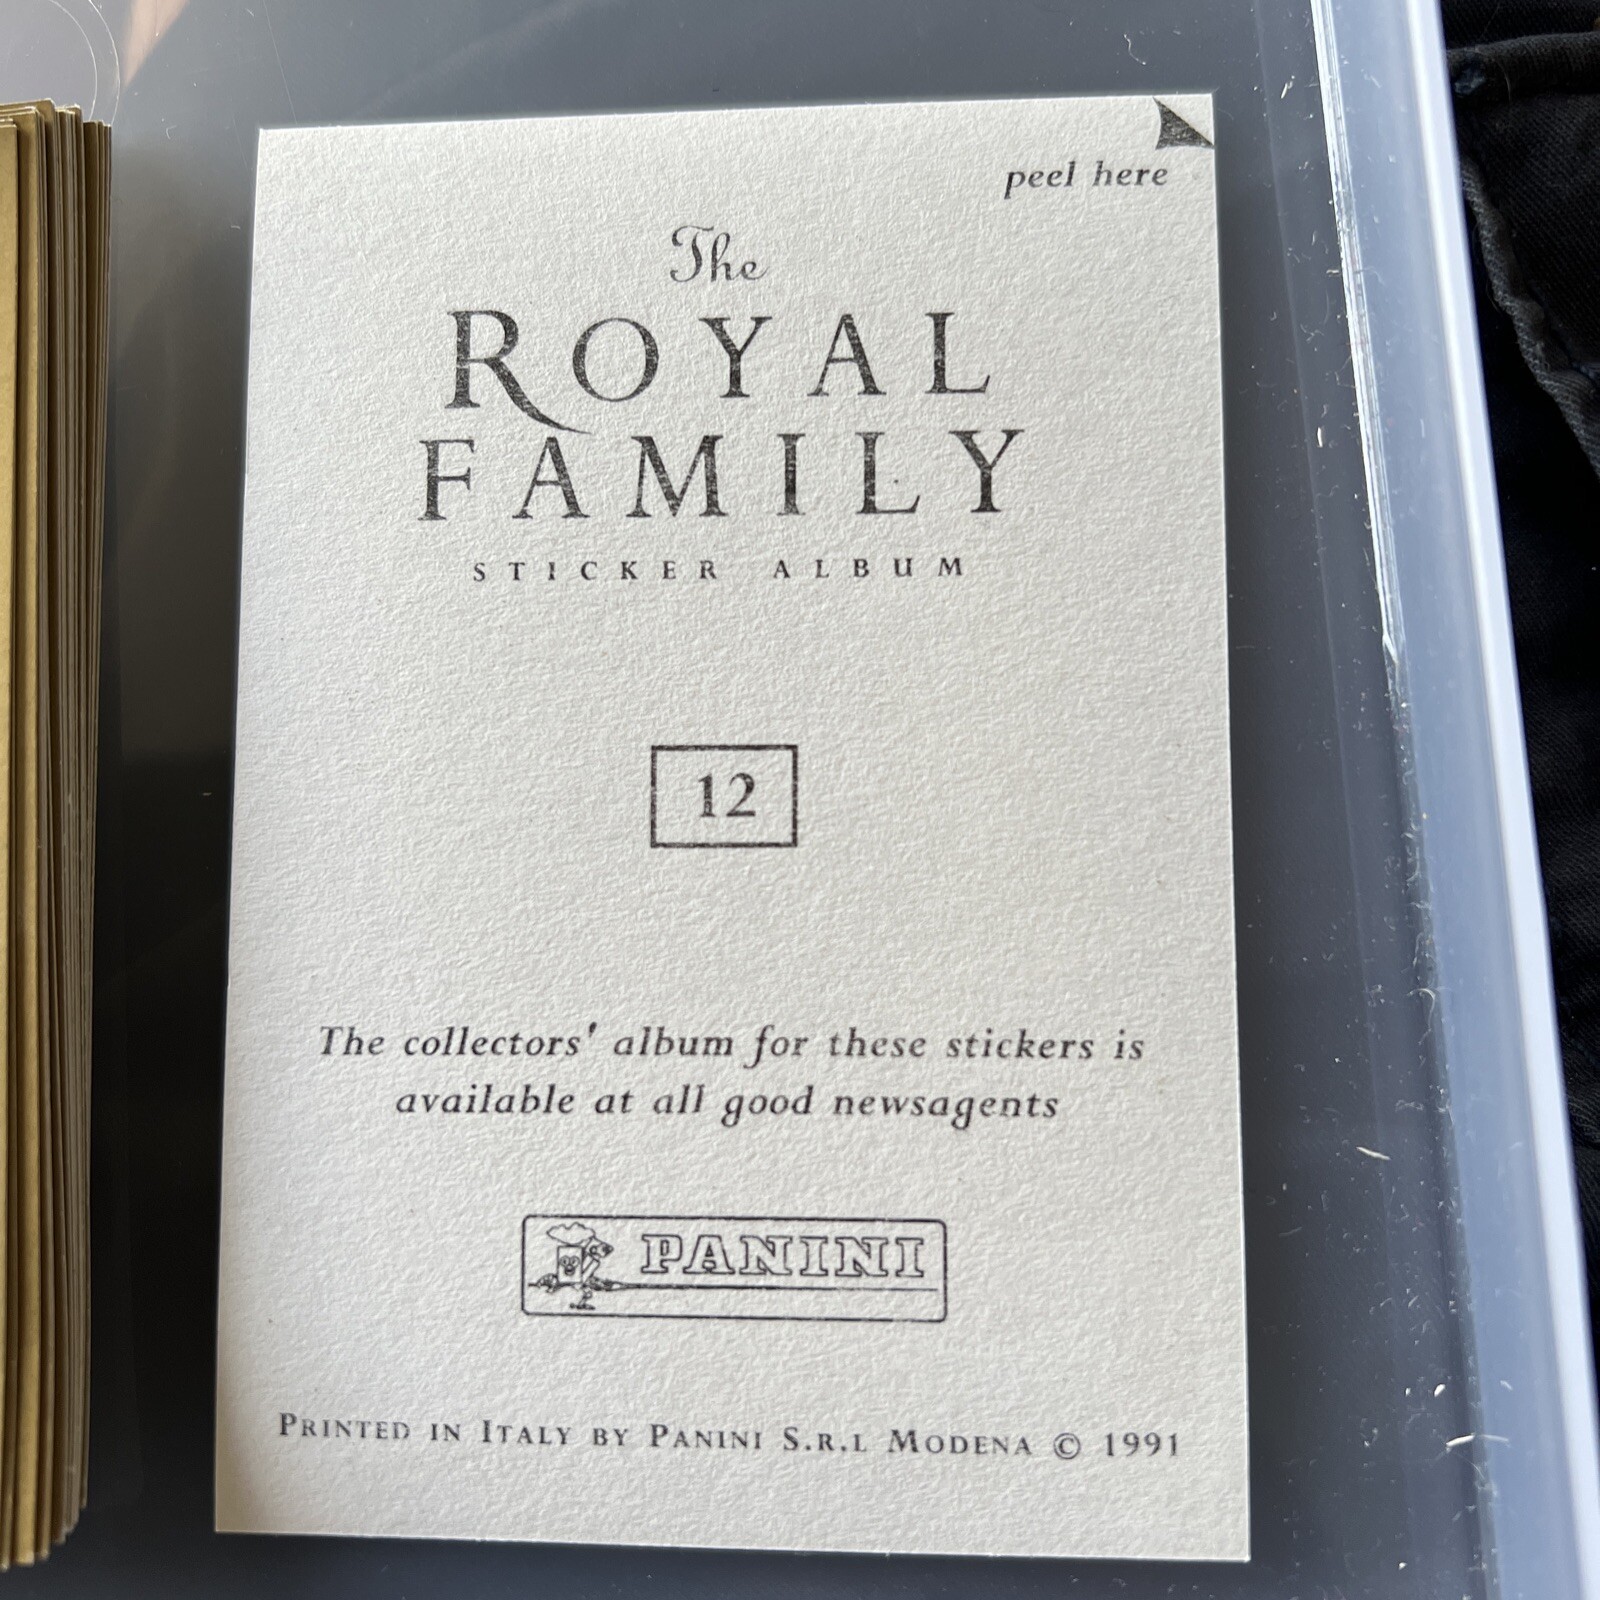 peel here
The
ROYAL
FAMILY
STICKER ALBUM
12
The collectors' album for these stickers is
available at all good newsagents
PANINI
PRINTED IN ITALY BY PANINI S.R.L MODENA © 1991